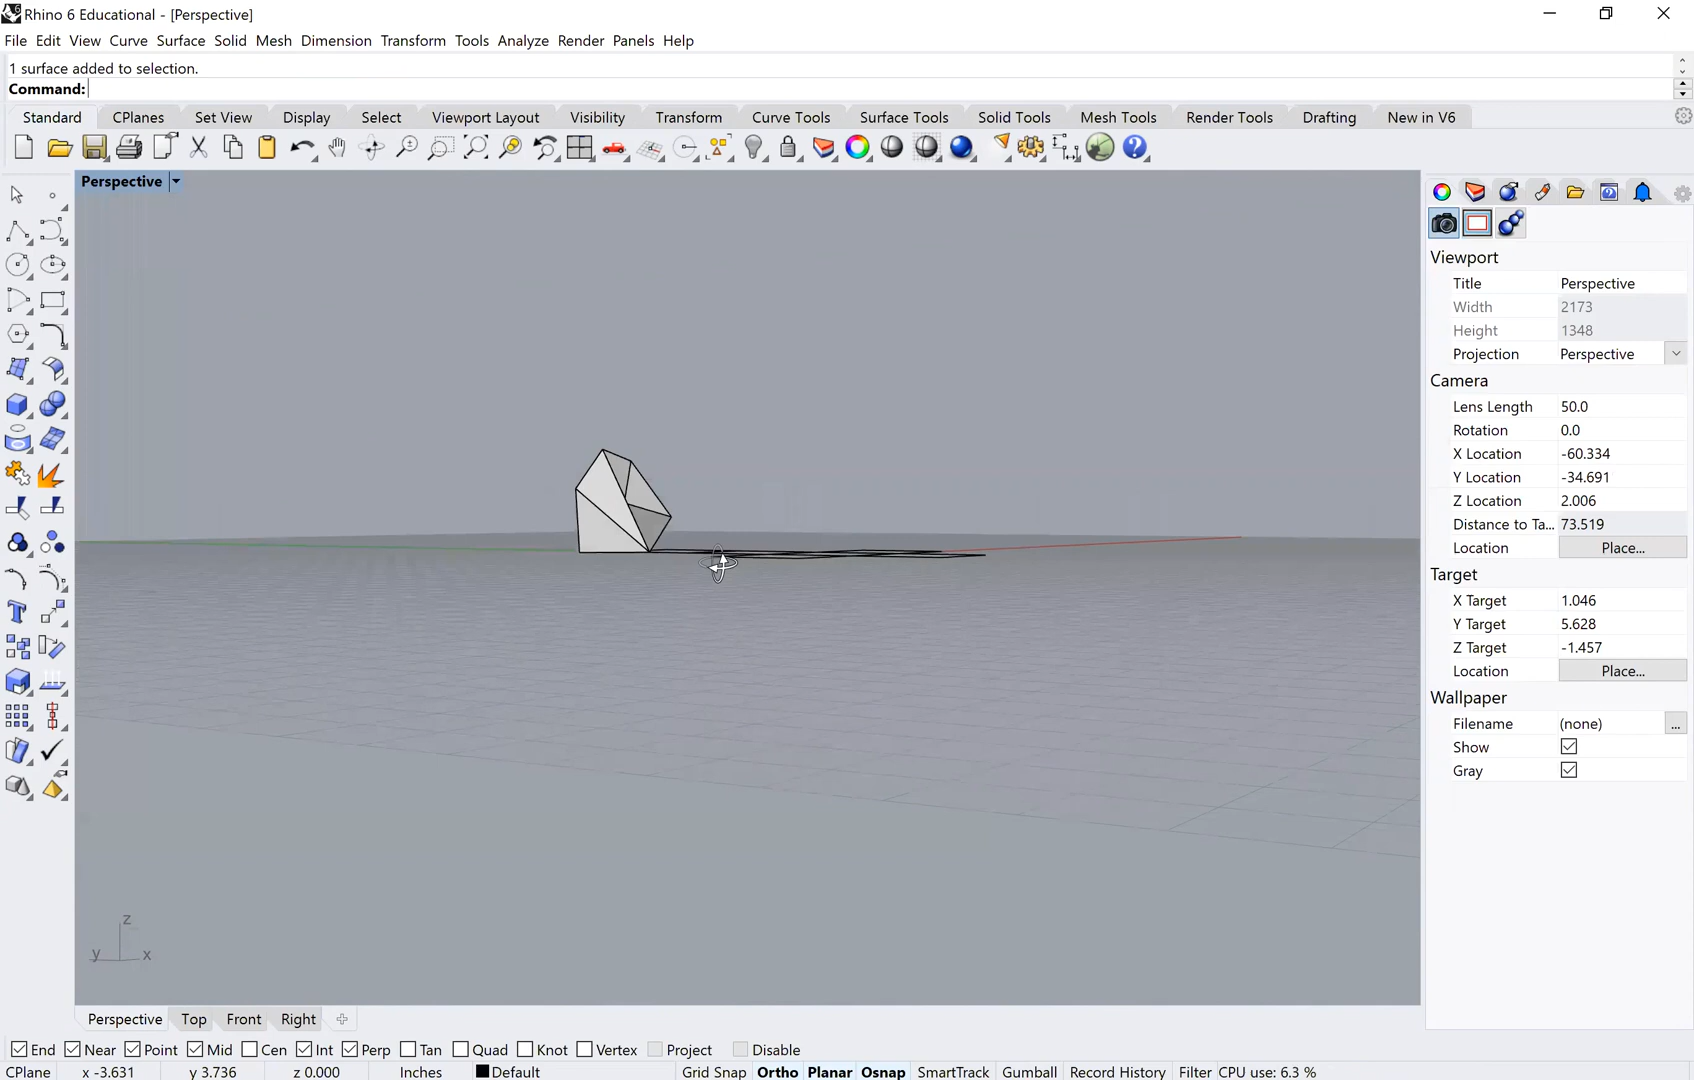 Rhino 6 Educational - [Perspective]
File Edit View Curve Surface Solid Mesh Dimension Transform Tools Analyze Render Panels Help
1 surface added to selection.
Command:
Standard CPlanes Set View Display Select Viewport Layout Visibility Transform Curve Tools Surface Tools Solid Tools Mesh Tools Render Tools Drafting New in V6
Perspective
Viewport
Title Perspective
Width 2173
Height 1348
Projection Perspective
Camera
Lens Length 50.0
Rotation 0.0
X Location -60.334
Y Location -34.691
Z Location 2.006
Distance to Ta... 73.519
Location Place...
Target
X Target 1.046
Y Target 5.628
Z Target -1.457
Location Place...
Wallpaper
Filename (none) ...
Show
Gray
z
y x
Perspective Top Front Right
End Near Point Mid Cen Int Perp Tan Quad Knot Vertex Project Disable
CPlane x -3.631 y 3.736 z 0.000 Inches Default Grid Snap Ortho Planar Osnap SmartTrack Gumball Record History Filter CPU use: 6.3 %